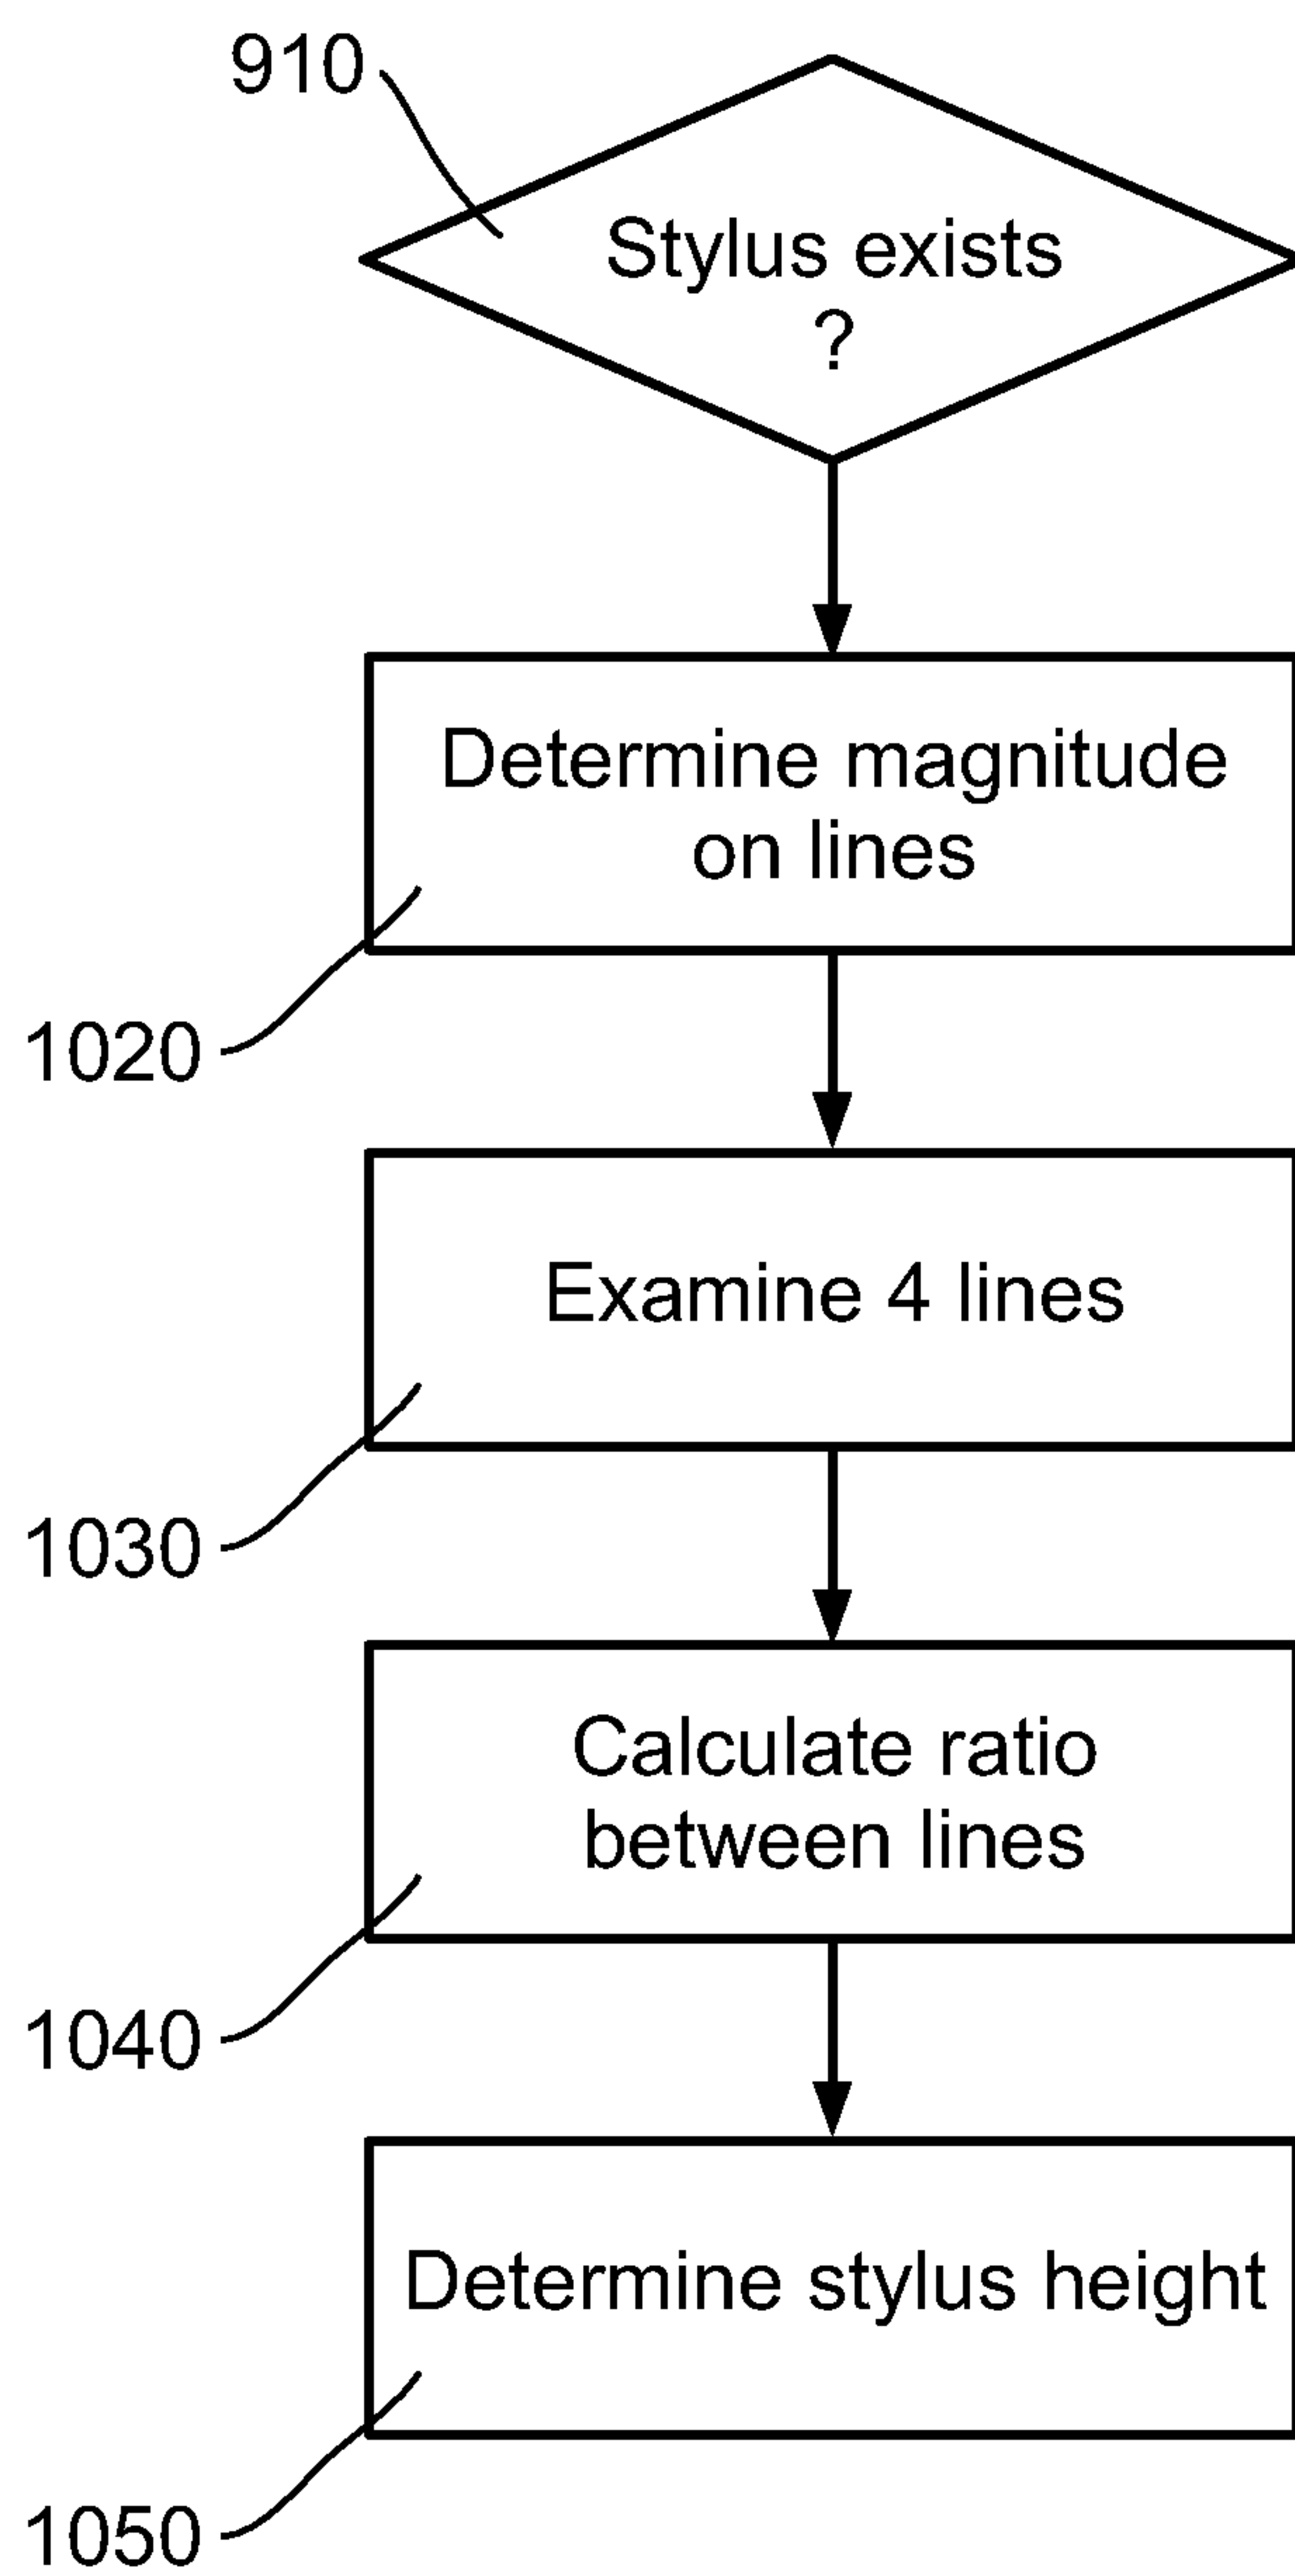 910
Stylus exists
?
Determine magnitude
on lines
1020
Examine 4 lines
1030
Calculate ratio
between lines
1040
Determine stylus height
1050